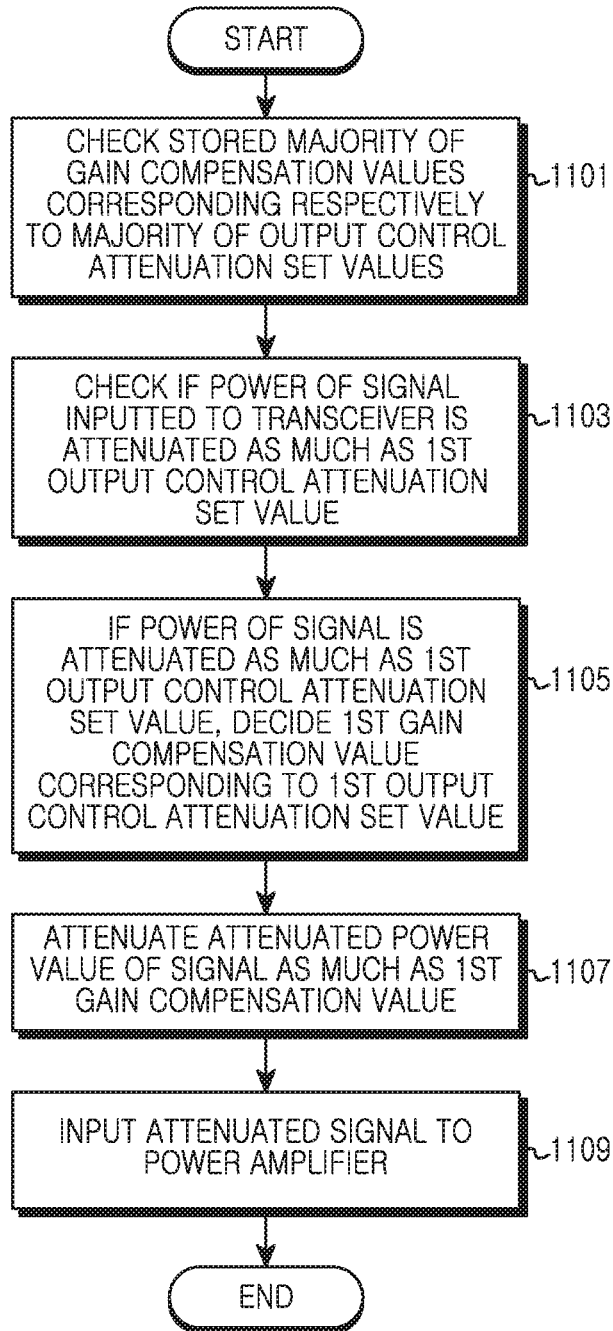 START
CHECK STORED MAJORITY OF
GAIN COMPENSATION VALUES
CORRESPONDING RESPECTIVELY
TO MAJORITY OF OUTPUT CONTROL
ATTENUATION SET VALUES
1101
CHECK IF POWER OF SIGNAL
INPUTTED TO TRANSCEIVER IS
ATTENUATED AS MUCH AS 1ST
OUTPUT CONTROL ATTENUATION
SET VALUE
1103
IF POWER OF SIGNAL IS
ATTENUATED AS MUCH AS 1ST
OUTPUT CONTROL ATTENUATION
SET VALUE, DECIDE 1ST GAIN
COMPENSATION VALUE
CORRESPONDING TO 1ST OUTPUT
CONTROL ATTENUATION SET VALUE
1105
ATTENUATE ATTENUATED POWER
VALUE OF SIGNAL AS MUCH AS 1ST
GAIN COMPENSATION VALUE
1107
INPUT ATTENUATED SIGNAL TO
POWER AMPLIFIER
1109
END